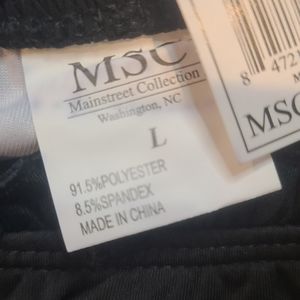 MSC
Mainstreet Collection
Washington, NC
L
91.5%POLYESTER
8.5%SPANDEX
MADE IN CHINA
8 472
MSC